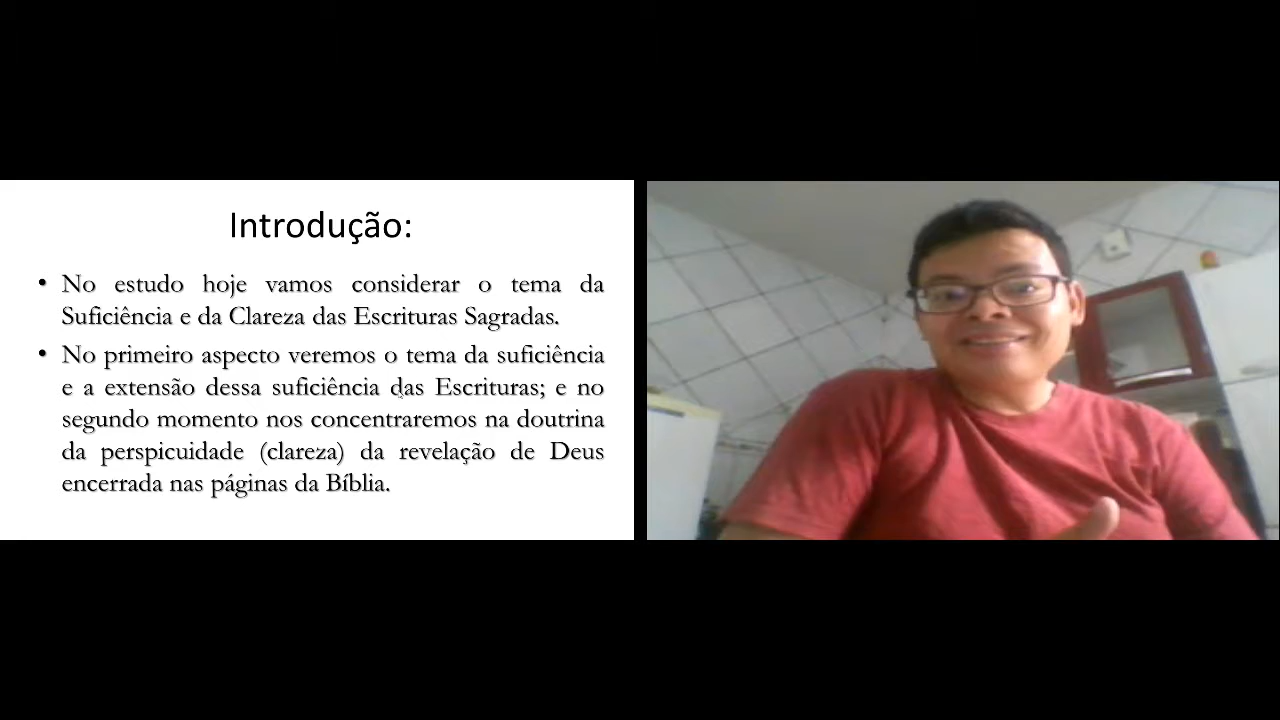 Introdução:
• No estudo hoje vamos considerar o tema da
Suficiência e da Clareza das Escrituras Sagradas.
• No primeiro aspecto veremos o tema da suficiência
e a extensão dessa suficiência das Escrituras; e no
segundo momento nos concentraremos na doutrina
da perspicuidade (clareza) da revelação de Deus
encerrada nas páginas da Bíblia.